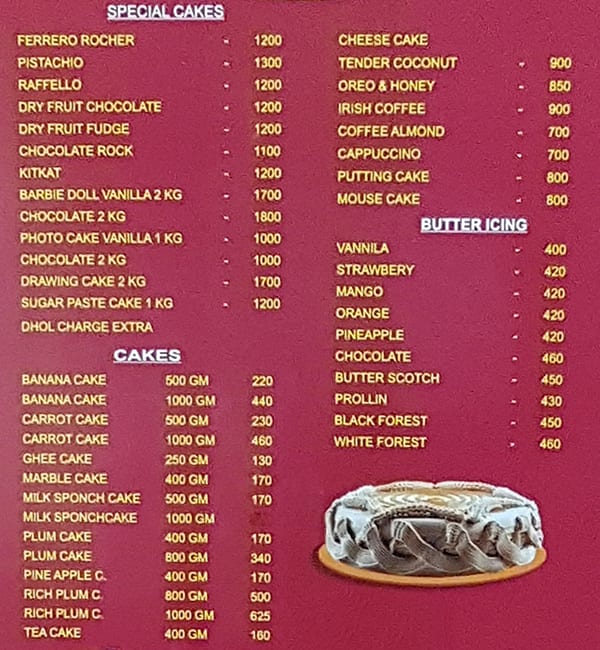 SPECIAL CAKES
FERRERO ROCHER - 1200
PISTACHIO - 1300
RAFFELLO - 1200
DRY FRUIT CHOCOLATE - 1200
DRY FRUIT FUDGE - 1200
CHOCOLATE ROCK - 1100
KITKAT - 1200
BARBIE DOLL VANILLA 2 KG - 1700
CHOCOLATE 2 KG - 1800
PHOTO CAKE VANILLA 1 KG - 1000
CHOCOLATE 2 KG - 1000
DRAWING CAKE 2 KG - 1700
SUGAR PASTE CAKE 1 KG - 1200
DHOL CHARGE EXTRA
CAKES
BANANA CAKE 500 GM 220
BANANA CAKE 1000 GM 440
CARROT CAKE 500 GM 230
CARROT CAKE 1000 GM 460
GHEE CAKE 250 GM 130
MARBLE CAKE 400 GM 170
MILK SPONCH CAKE 500 GM 170
MILK SPONCHCAKE 1000 GM
PLUM CAKE 400 GM 170
PLUM CAKE 800 GM 340
PINE APPLE C. 400 GM 170
RICH PLUM C. 800 GM 500
RICH PLUM C. 1000 GM 625
TEA CAKE 400 GM 160
CHEESE CAKE
TENDER COCONUT - 900
OREO & HONEY - 850
IRISH COFFEE - 900
COFFEE ALMOND - 700
CAPPUCCINO - 700
PUTTING CAKE - 800
MOUSE CAKE - 800
BUTTER ICING
VANNILA - 400
STRAWBERY - 420
MANGO - 420
ORANGE - 420
PINEAPPLE - 420
CHOCOLATE - 460
BUTTER SCOTCH - 450
PROLLIN - 430
BLACK FOREST - 450
WHITE FOREST - 460